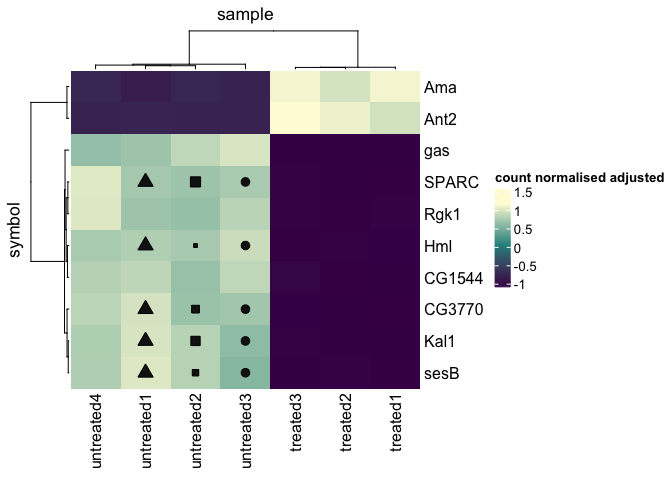 sample
symbol
Ama
Ant2
gas
SPARC
Rgk1
Hml
CG1544
CG3770
Kal1
sesB
untreated4
untreated1
untreated2
untreated3
treated3
treated2
treated1
count normalised adjusted
1.5
1
0.5
0
-0.5
-1